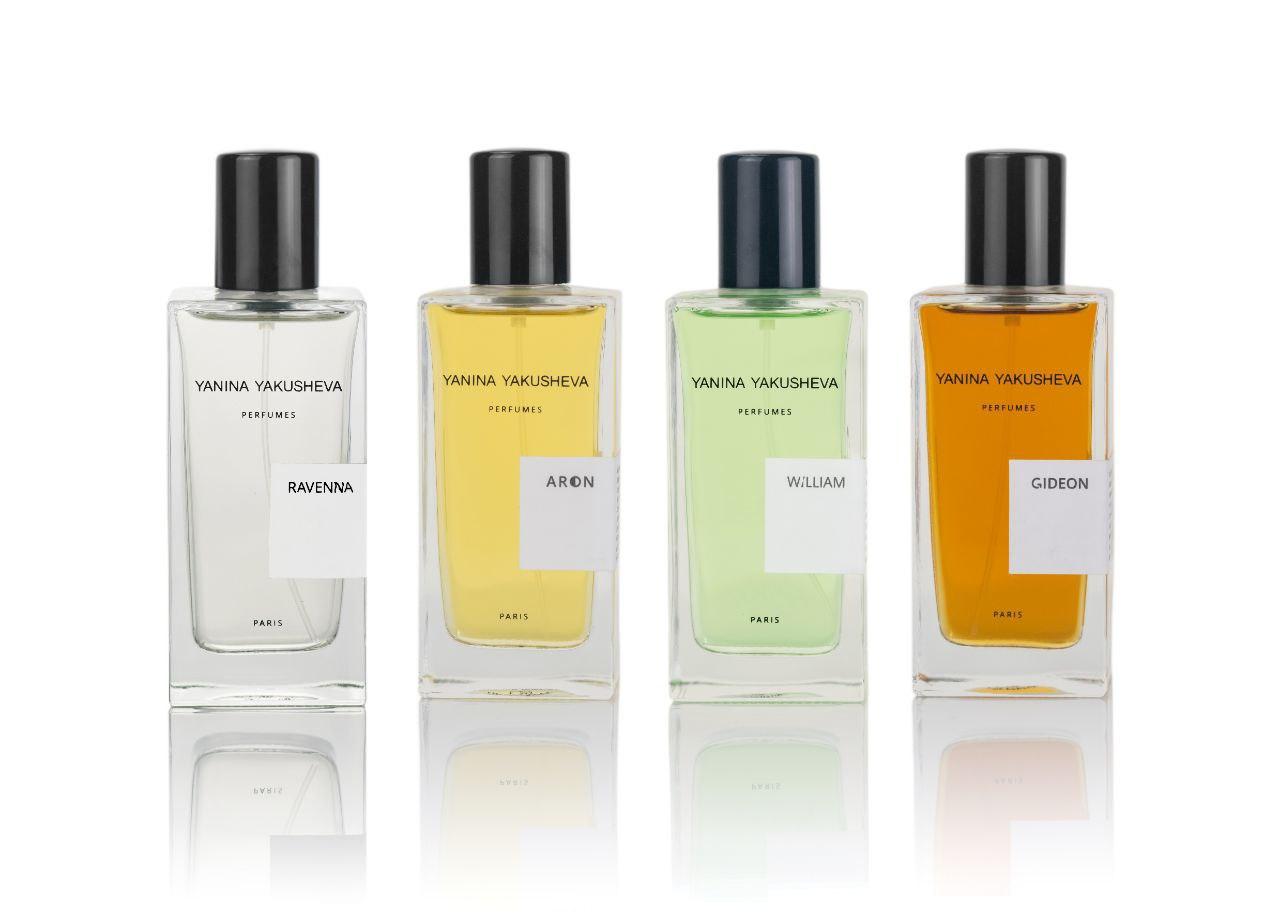 YANINA YAKUSHEVA
PERFUMES
RAVENNA
PARIS
YANINA YAKUSHEVA
PERFUMES
ARON
PARIS
YANINA YAKUSHEVA
PERFUMES
WILLIAM
PARIS
YANINA YAKUSHEVA
PERFUMES
GIDEON
PARIS